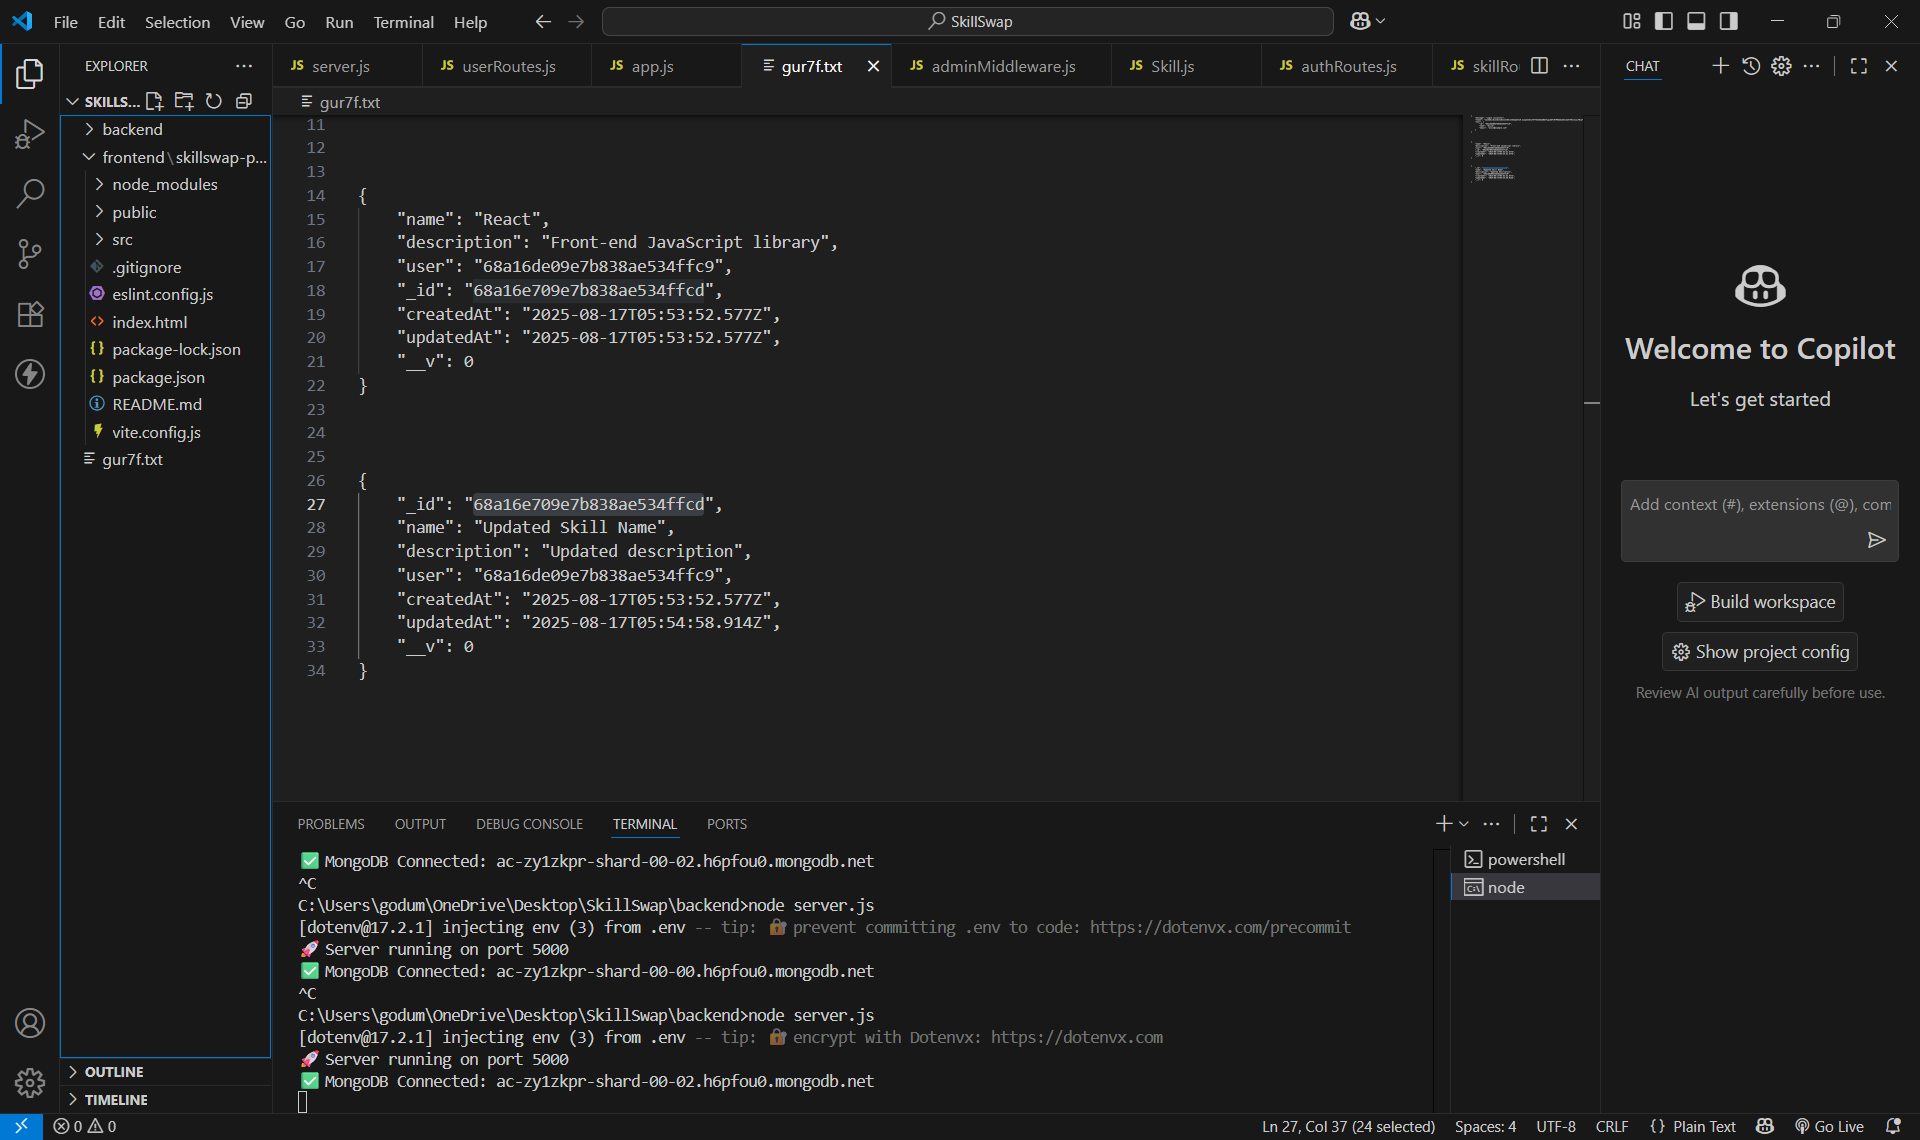 File Edit Selection View Go Run Terminal Help
SkillSwap
EXPLORER
SKILLS...
backend
frontend\skillswap-p...
node_modules
public
src
.gitignore
eslint.config.js
index.html
package-lock.json
package.json
README.md
vite.config.js
gur7f.txt
OUTLINE
TIMELINE
JS server.js
JS userRoutes.js
JS app.js
gur7f.txt
JS adminMiddleware.js
JS Skill.js
JS authRoutes.js
JS skillRo
gur7f.txt
11
12
13
14 {
15 "name": "React",
16 "description": "Front-end JavaScript library",
17 "user": "68a16de09e7b838ae534ffc9",
18 "_id": "68a16e709e7b838ae534ffcd",
19 "createdAt": "2025-08-17T05:53:52.577Z",
20 "updatedAt": "2025-08-17T05:53:52.577Z",
21 "__v": 0
22 }
23
24
25
26 {
27 "_id": "68a16e709e7b838ae534ffcd",
28 "name": "Updated Skill Name",
29 "description": "Updated description",
30 "user": "68a16de09e7b838ae534ffc9",
31 "createdAt": "2025-08-17T05:53:52.577Z",
32 "updatedAt": "2025-08-17T05:54:58.914Z",
33 "__v": 0
34 }
PROBLEMS OUTPUT DEBUG CONSOLE TERMINAL PORTS
✅ MongoDB Connected: ac-zy1zkpr-shard-00-02.h6pfou0.mongodb.net
^C
C:\Users\godum\OneDrive\Desktop\SkillSwap\backend>node server.js
[dotenv@17.2.1] injecting env (3) from .env -- tip: 🔐 prevent committing .env to code: https://dotenvx.com/precommit
🚀 Server running on port 5000
✅ MongoDB Connected: ac-zy1zkpr-shard-00-00.h6pfou0.mongodb.net
^C
C:\Users\godum\OneDrive\Desktop\SkillSwap\backend>node server.js
[dotenv@17.2.1] injecting env (3) from .env -- tip: 🔐 encrypt with Dotenvx: https://dotenvx.com
🚀 Server running on port 5000
✅ MongoDB Connected: ac-zy1zkpr-shard-00-02.h6pfou0.mongodb.net
powershell
node
CHAT
Welcome to Copilot
Let's get started
Add context (#), extensions (@), com
Build workspace
Show project config
Review AI output carefully before use.
0 0
Ln 27, Col 37 (24 selected) Spaces: 4 UTF-8 CRLF {} Plain Text Go Live